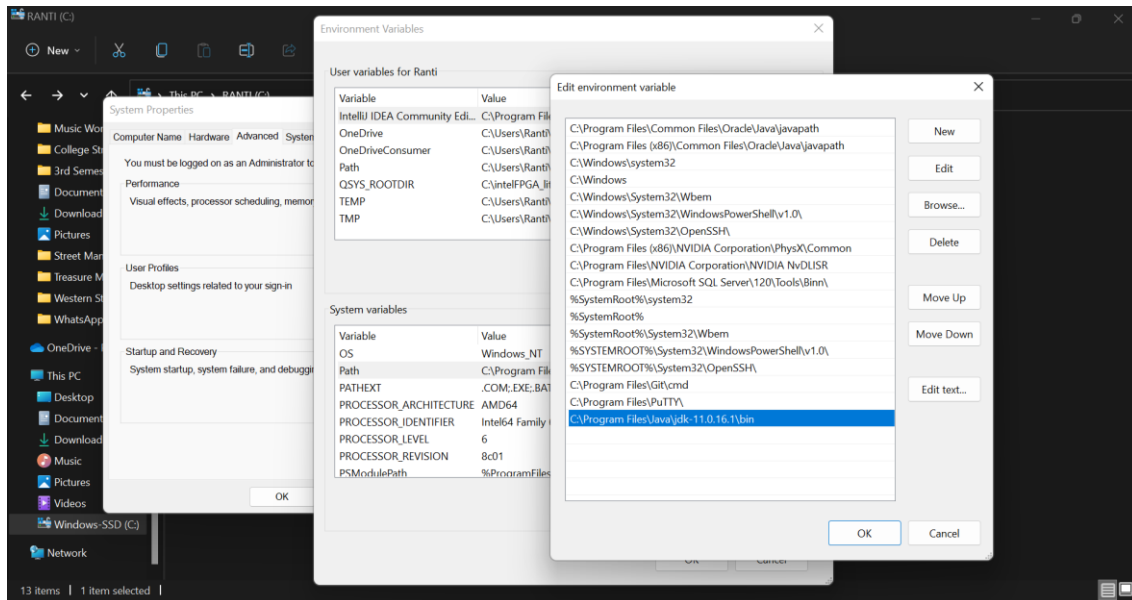 RANTI (C:)
New
This PC > RANTI (C:)
Music Wor
College St
3rd Semes
Document
Download
Pictures
Street Mar
Treasure M
Western St
WhatsApp
OneDrive -
This PC
Desktop
Document
Download
Music
Pictures
Videos
Windows-SSD (C:)
Network
13 items
1 item selected
System Properties
Computer Name Hardware Advanced System
You must be logged on as an Administrator to
Performance
Visual effects, processor scheduling, memor
User Profiles
Desktop settings related to your sign-in
Startup and Recovery
System startup, system failure, and debuggi
OK
Environment Variables
User variables for Ranti
Variable Value
IntelliJ IDEA Community Edi... C:\Program File
OneDrive C:\Users\Ranti\
OneDriveConsumer C:\Users\Ranti\
Path C:\Users\Ranti\
QSYS_ROOTDIR C:\intelFPGA_lit
TEMP C:\Users\Ranti\
TMP C:\Users\Ranti\
System variables
Variable Value
OS Windows_NT
Path C:\Program File
PATHEXT .COM;.EXE;.BAT
PROCESSOR_ARCHITECTURE AMD64
PROCESSOR_IDENTIFIER Intel64 Family
PROCESSOR_LEVEL 6
PROCESSOR_REVISION 8c01
PSModulePath %ProgramFiles
OK Cancel
Edit environment variable
C:\Program Files\Common Files\Oracle\Java\javapath
C:\Program Files (x86)\Common Files\Oracle\Java\javapath
C:\Windows\system32
C:\Windows
C:\Windows\System32\Wbem
C:\Windows\System32\WindowsPowerShell\v1.0\
C:\Windows\System32\OpenSSH\
C:\Program Files (x86)\NVIDIA Corporation\PhysX\Common
C:\Program Files\NVIDIA Corporation\NVIDIA NvDLISR
C:\Program Files\Microsoft SQL Server\120\Tools\Binn\
%SystemRoot%\system32
%SystemRoot%
%SystemRoot%\System32\Wbem
%SYSTEMROOT%\System32\WindowsPowerShell\v1.0\
%SYSTEMROOT%\System32\OpenSSH\
C:\Program Files\Git\cmd
C:\Program Files\PuTTY\
C:\Program Files\Java\jdk-11.0.16.1\bin
New
Edit
Browse...
Delete
Move Up
Move Down
Edit text...
OK Cancel